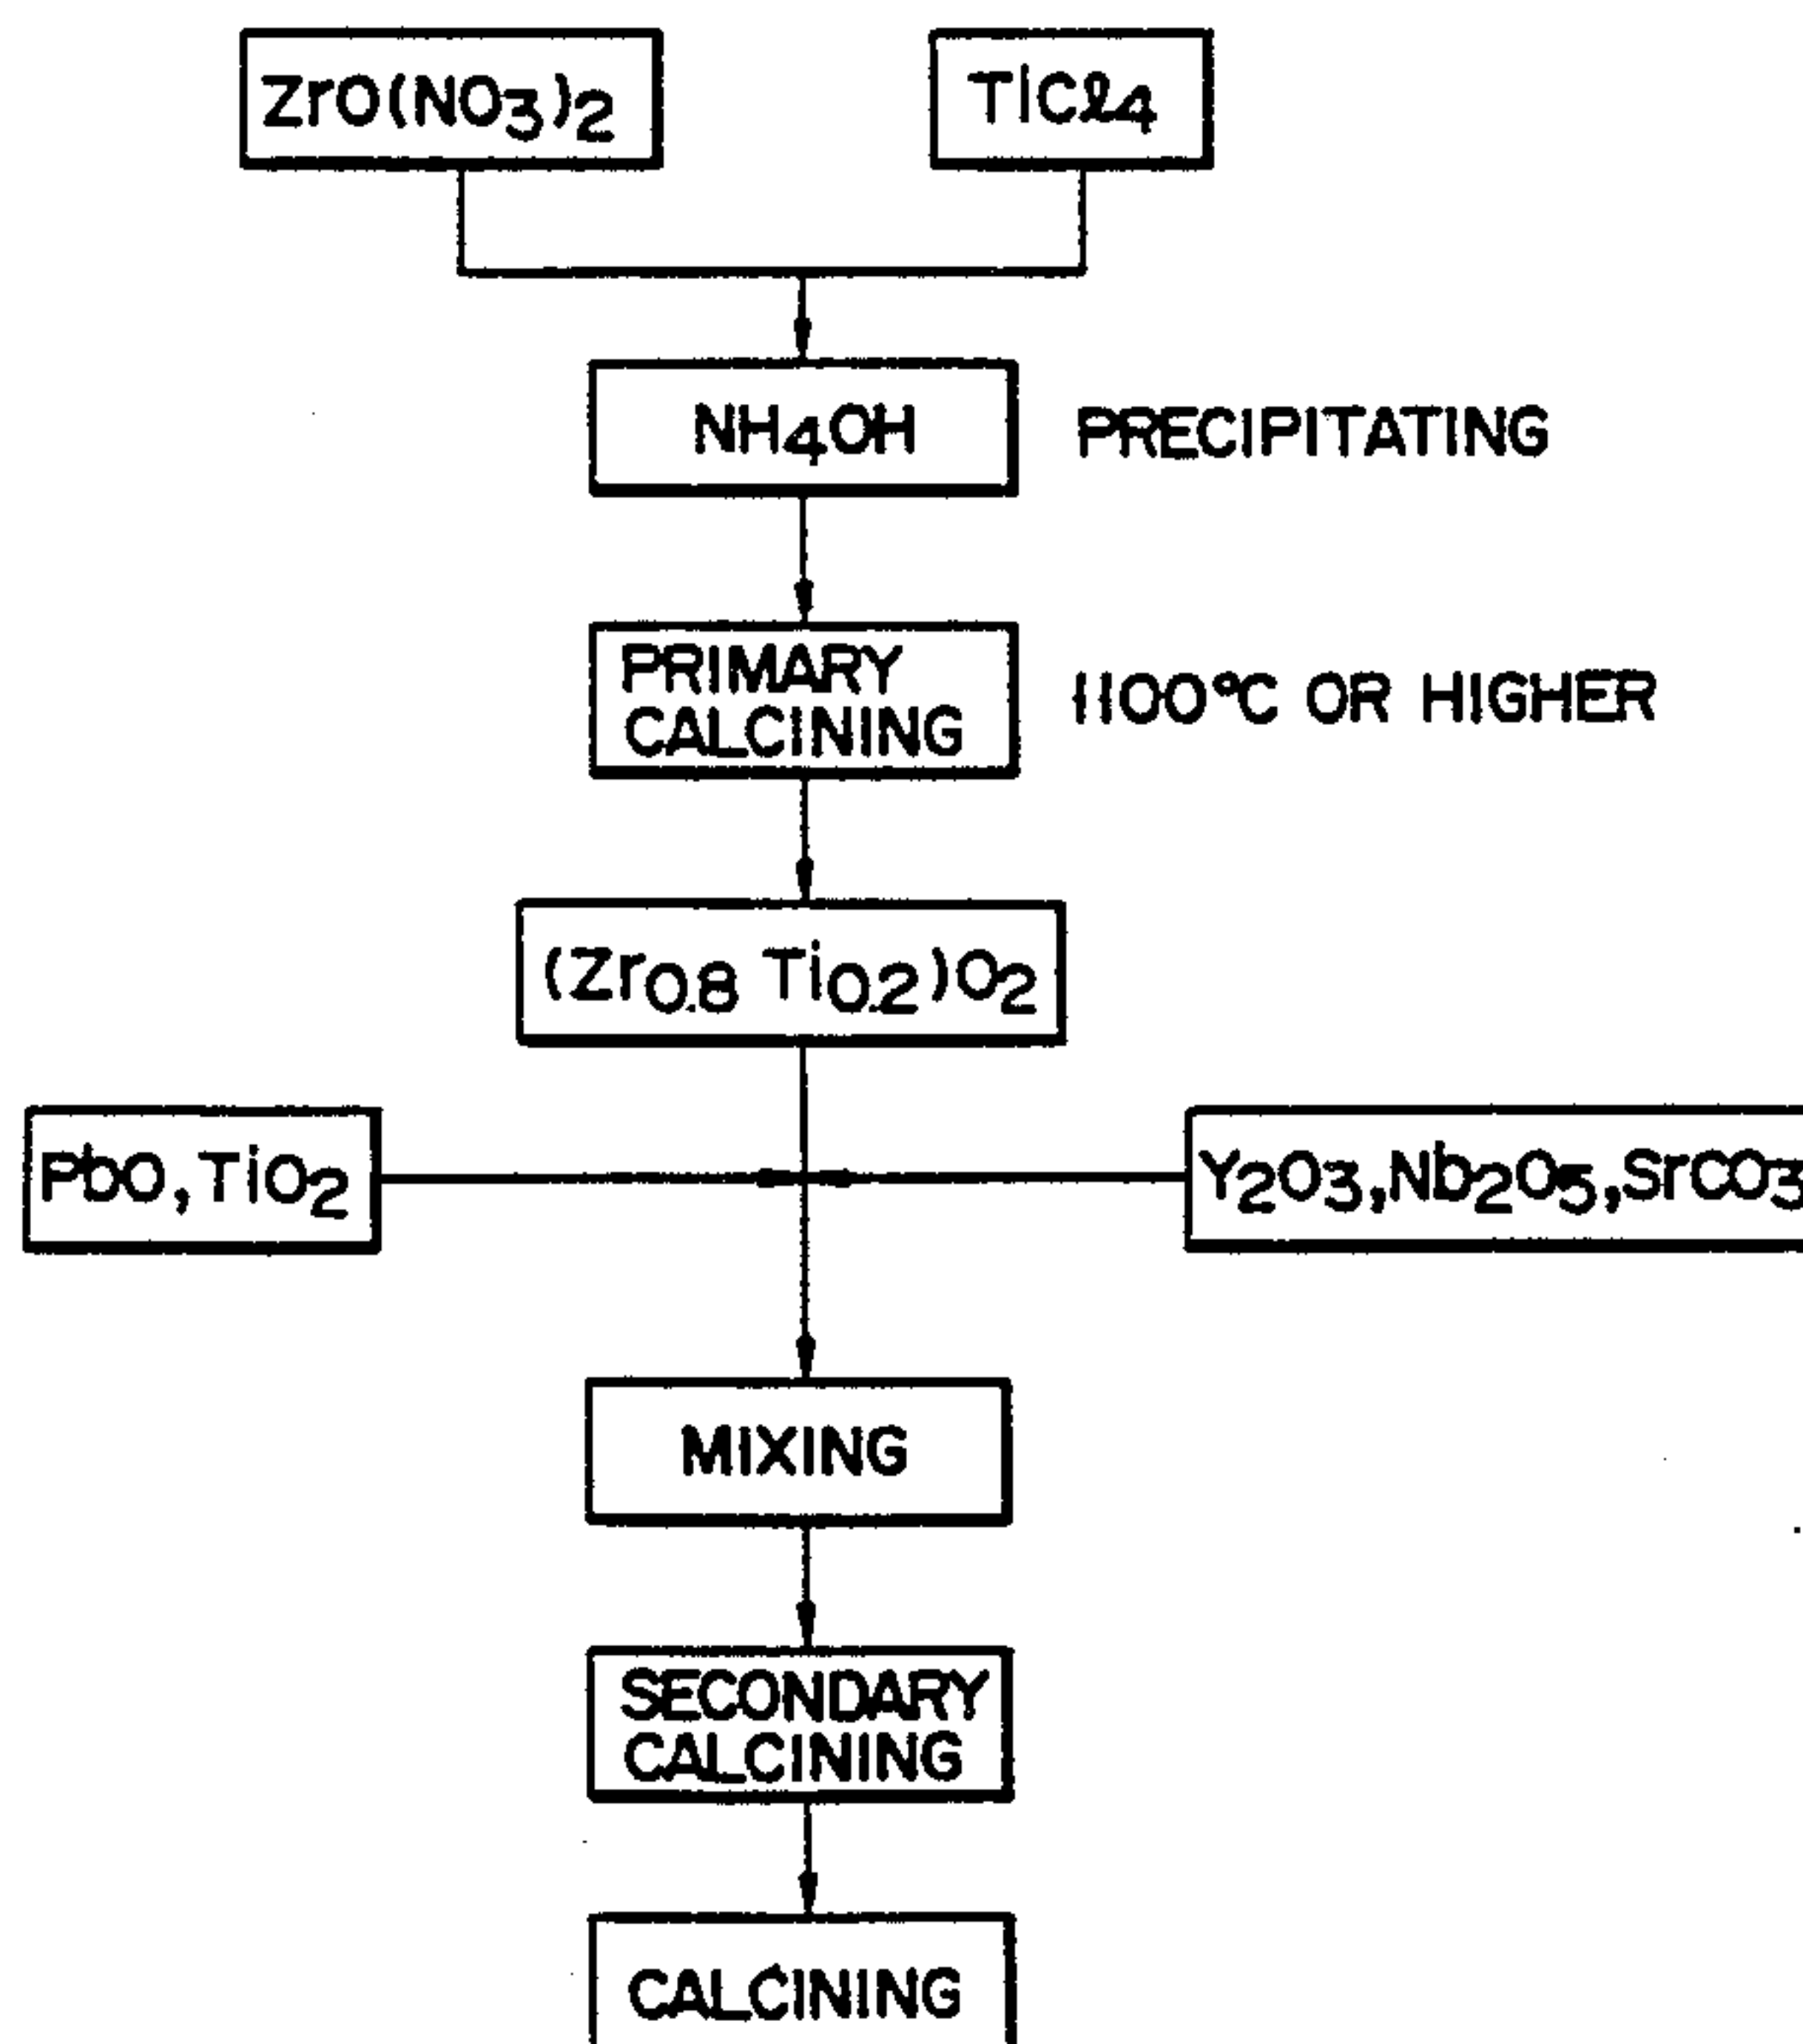 ZrO(NO3)2
TiCl4
NH4OH
PRECIPITATING
PRIMARY
CALCINING
1100°C OR HIGHER
(Zr0.8 Ti0.2)O2
PbO,TiO2
Y2O3,Nb2O5,SrCO3
MIXING
SECONDARY
CALCINING
CALCINING